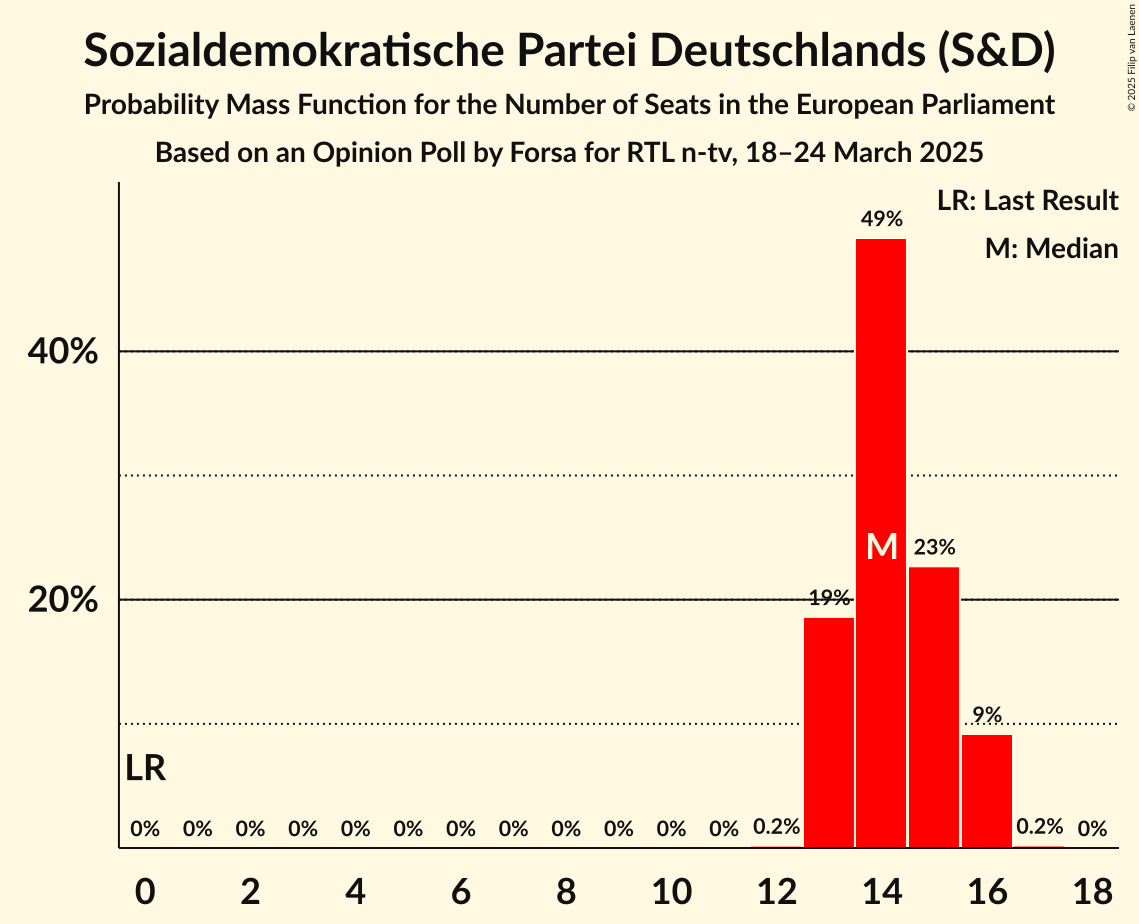 Sozialdemokratische Partei Deutschlands (S&D)
Probability Mass Function for the Number of Seats in the European Parliament
Based on an Opinion Poll by Forsa for RTL n-tv, 18–24 March 2025
© 2025 Filip van Laenen
LR: Last Result
M: Median
49%
40%
M
23%
20%
19%
9%
LR
0% 0% 0% 0% 0% 0% 0% 0% 0% 0% 0% 0% 0.2% 0.2% 0%
0 2 4 6 8 10 12 14 16 18